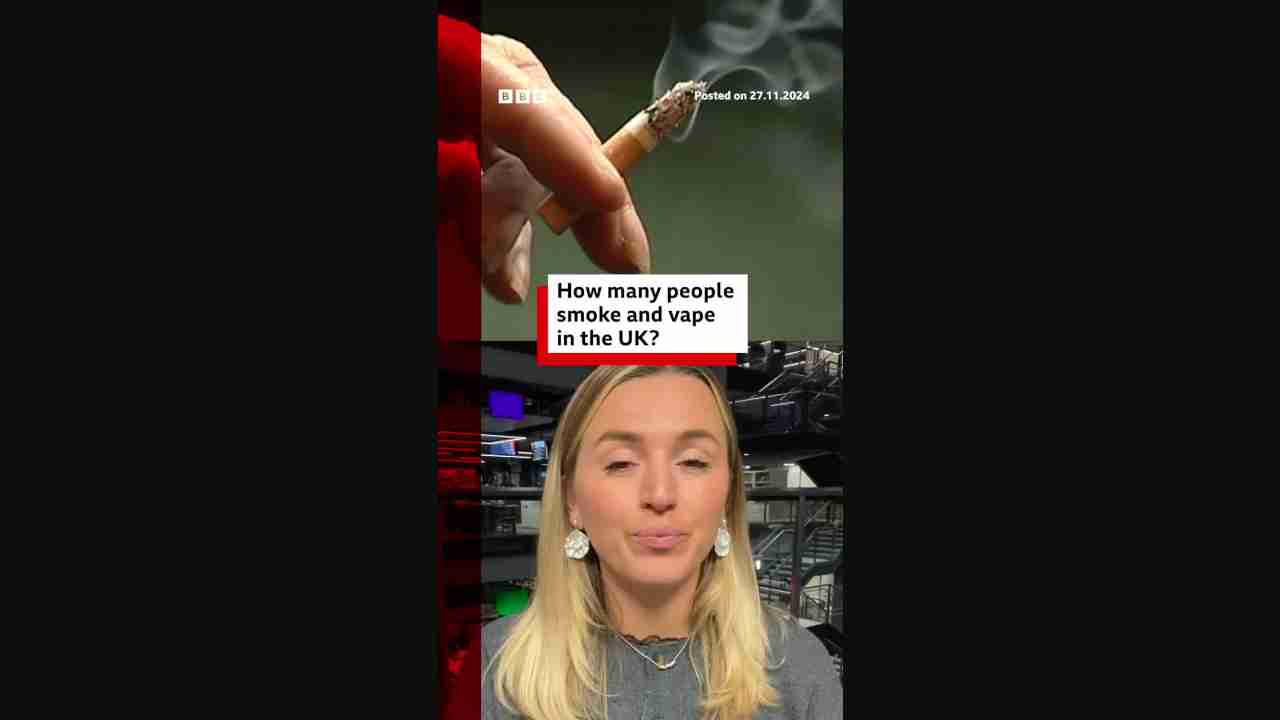 BBC
Posted on 27.11.2024
How many people
smoke and vape
in the UK?